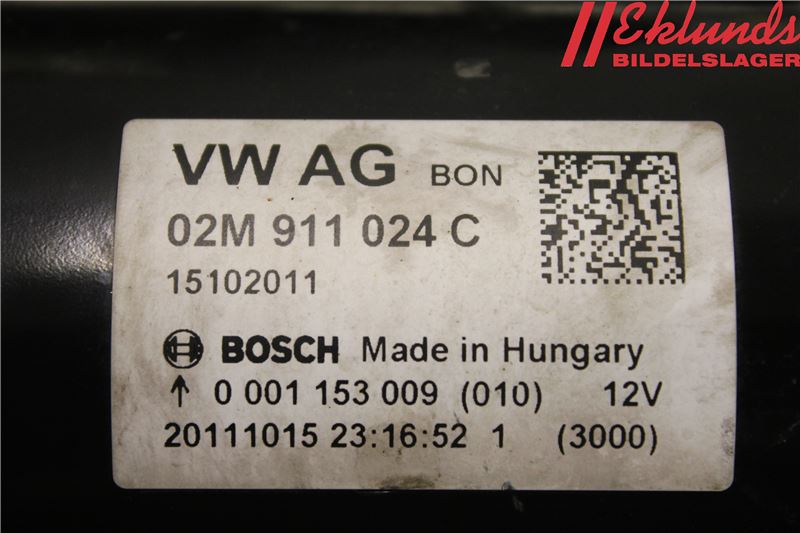 Eklunds
BILDELSLAGER
VW AG BON
02M 911 024 C
15102011
BOSCH Made in Hungary
↑ 0 001 153 009 (010) 12V
20111015 23:16:52 1 (3000)